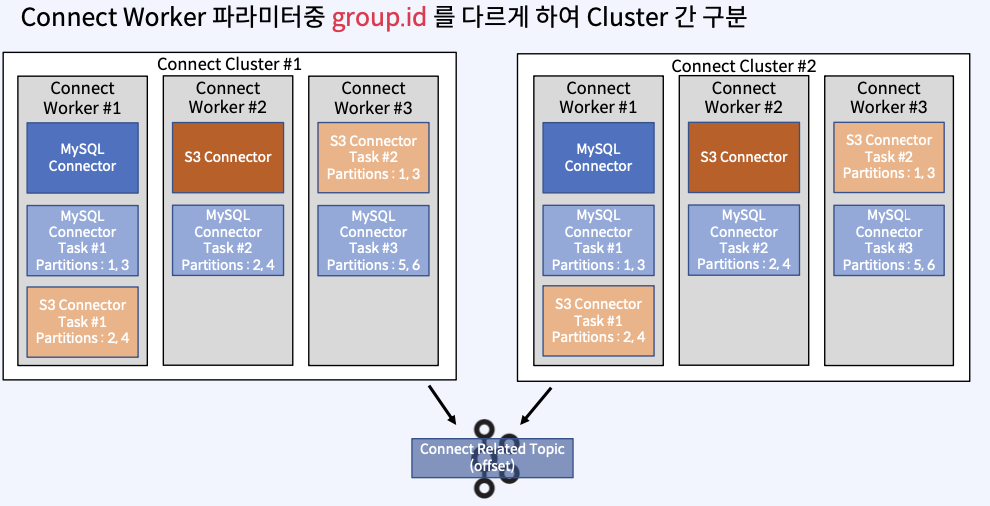 Connect Worker 파라미터중 group.id 를 다르게 하여 Cluster 간 구분
Connect Cluster #1
Connect
Worker #1
MySQL
Connector
MySQL
Connector
Task #1
Partitions : 1, 3
S3 Connector
Task #1
Partitions : 2, 4
Connect
Worker #2
S3 Connector
MySQL
Connector
Task #2
Partitions : 2, 4
Connect
Worker #3
S3 Connector
Task #2
Partitions : 1, 3
MySQL
Connector
Task #3
Partitions : 5, 6
Connect Cluster #2
Connect
Worker #1
MySQL
Connector
MySQL
Connector
Task #1
Partitions : 1, 3
S3 Connector
Task #1
Partitions : 2, 4
Connect
Worker #2
S3 Connector
MySQL
Connector
Task #2
Partitions : 2, 4
Connect
Worker #3
S3 Connector
Task #2
Partitions : 1, 3
MySQL
Connector
Task #3
Partitions : 5, 6
Connect Related Topic
(offset)